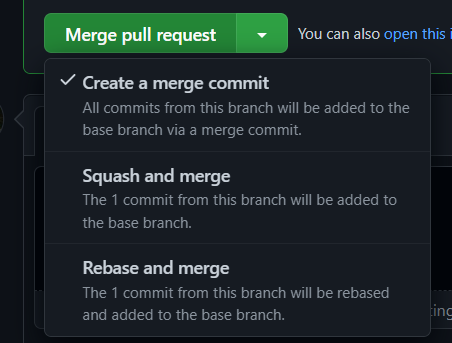 Merge pull request
You can also open this i
Create a merge commit
All commits from this branch will be added to the
base branch via a merge commit.
Squash and merge
The 1 commit from this branch will be added to
the base branch.
Rebase and merge
The 1 commit from this branch will be rebased
and added to the base branch.
ting